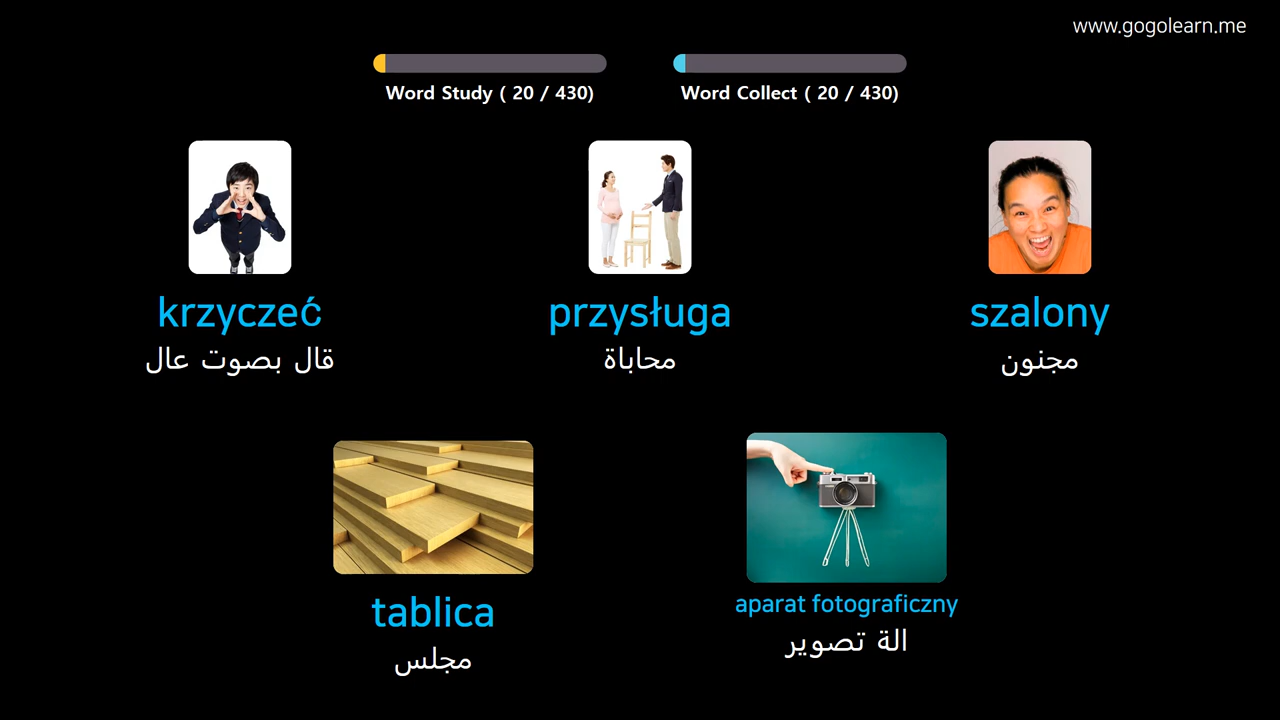 www.gogolearn.me
Word Study ( 20 / 430)
Word Collect ( 20 / 430)
krzyczeć
قال بصوت عال
przysługa
محاباة
szalony
مجنون
tablica
مجلس
aparat fotograficzny
الة تصوير